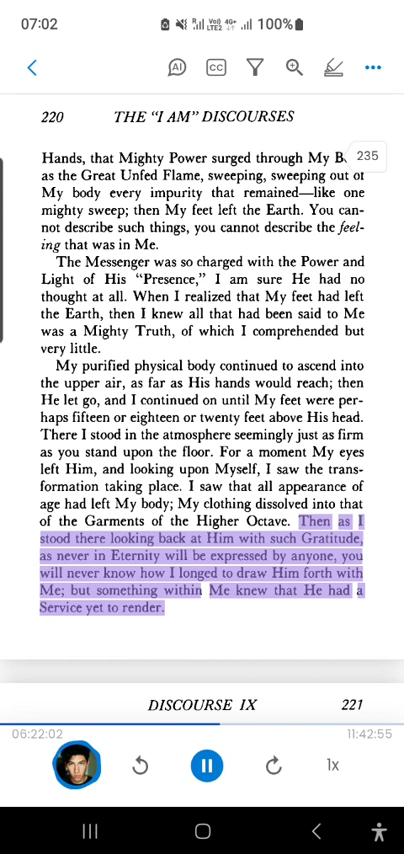 07:02
Voi) 4G+
LTE2
100%
AI
CC
220 THE “I AM” DISCOURSES
235
Hands, that Mighty Power surged through My B
as the Great Unfed Flame, sweeping, sweeping out of
My body every impurity that remained—like one
mighty sweep; then My feet left the Earth. You can-
not describe such things, you cannot describe the feel-
ing that was in Me.
The Messenger was so charged with the Power and
Light of His “Presence,” I am sure He had no
thought at all. When I realized that My feet had left
the Earth, then I knew all that had been said to Me
was a Mighty Truth, of which I comprehended but
very little.
My purified physical body continued to ascend into
the upper air, as far as His hands would reach; then
He let go, and I continued on until My feet were per-
haps fifteen or eighteen or twenty feet above His head.
There I stood in the atmosphere seemingly just as firm
as you stand upon the floor. For a moment My eyes
left Him, and looking upon Myself, I saw the trans-
formation taking place. I saw that all appearance of
age had left My body; My clothing dissolved into that
of the Garments of the Higher Octave. Then as I
stood there looking back at Him with such Gratitude,
as never in Eternity will be expressed by anyone, you
will never know how I longed to draw Him forth with
Me; but something within Me knew that He had a
Service yet to render.
DISCOURSE IX 221
06:22:02 11:42:55
1x